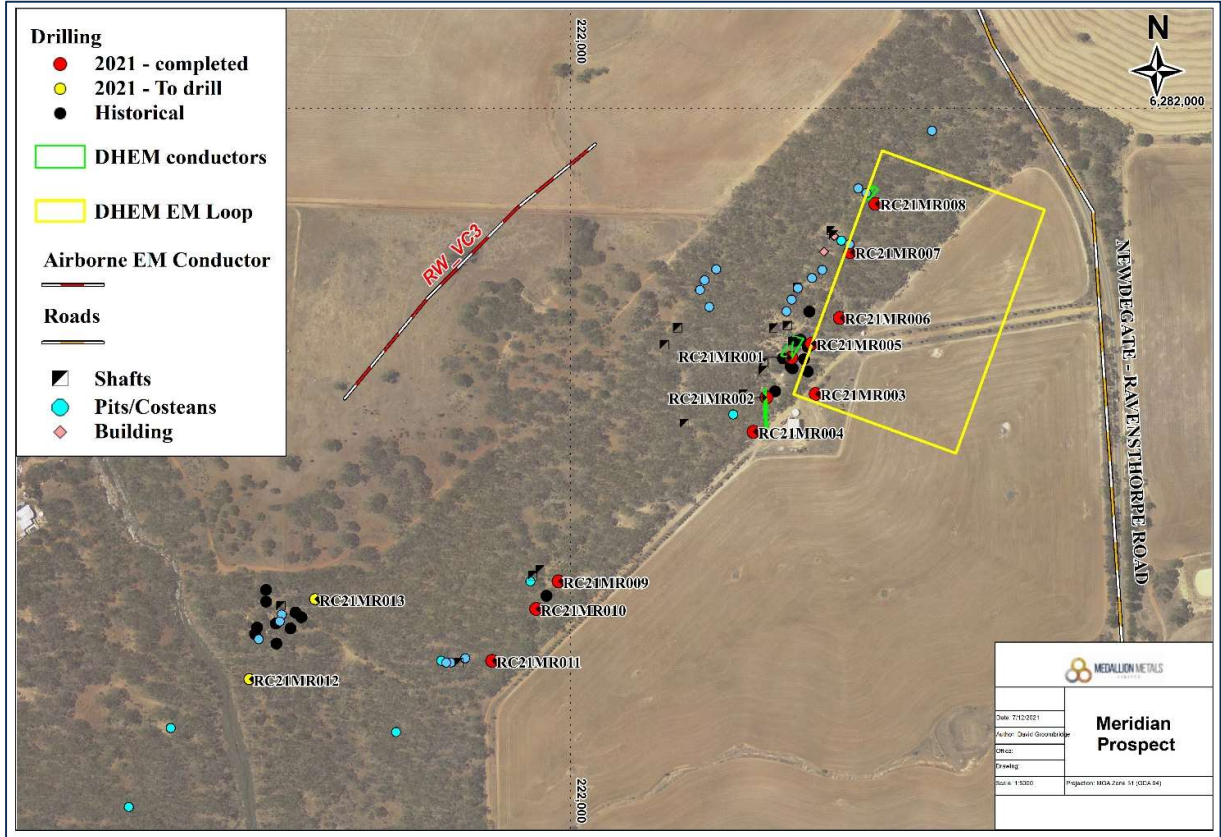 Drilling
2021 - completed
2021 - To drill
Historical
DHEM conductors
DHEM EM Loop
Airborne EM Conductor
Roads
Shafts
Pits/Costeans
Building
222,000
N
6,282,000
RW_VC3
RC21MR008
RC21MR007
RC21MR006
RC21MR005
RC21MR001
RC21MR002
RC21MR003
RC21MR004
NEWDEGATE - RAVENSTHORPE ROAD
RC21MR009
RC21MR013
RC21MR010
RC21MR011
RC21MR012
222,000
MEDALLION METALS
LIMITED
Date: 7/12/2021
Author: David Groombridge
Office:
Drawing:
Scale: 1:5000
Projection: MGA Zone 51 (GDA 94)
Meridian
Prospect